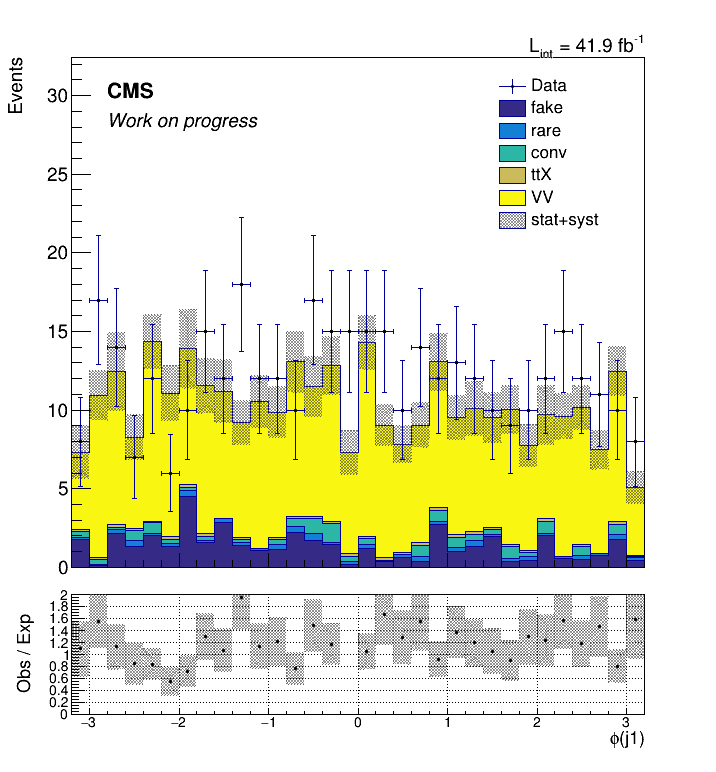 L_int = 41.9 fb^-1
Events
CMS
Work on progress
Data
fake
rare
conv
ttX
VV
stat+syst
30
25
20
15
10
5
0
Obs / Exp
2
1.8
1.6
1.4
1.2
1
0.8
0.6
0.4
0.2
0
−3 −2 −1 0 1 2 3
ϕ(j1)